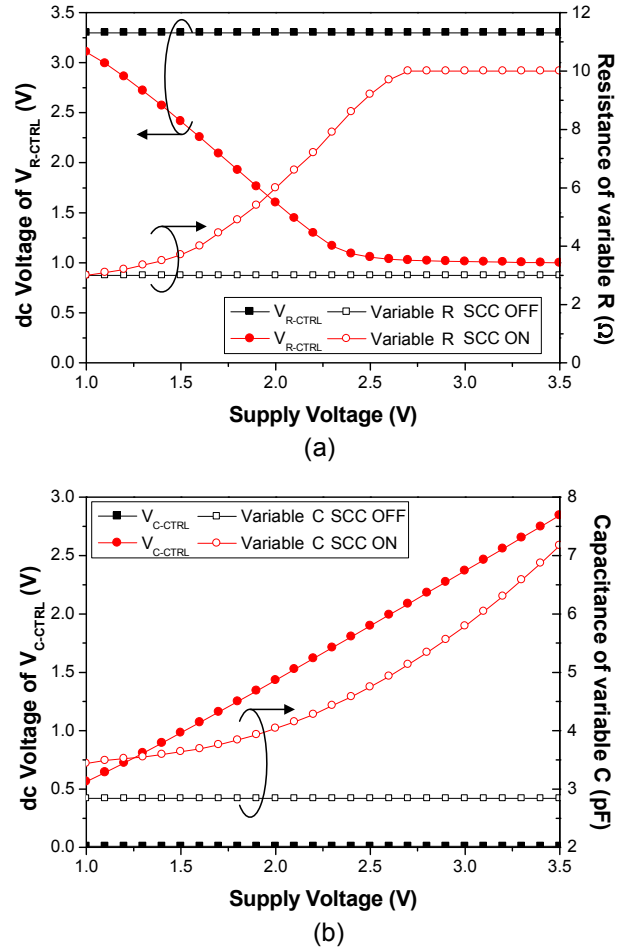 3.5
3.0
2.5
2.0
1.5
1.0
0.5
0.0
dc Voltage of V_R-CTRL (V)
12
10
8
6
4
2
0
Resistance of variable R (Ω)
V_R-CTRL Variable R SCC OFF
V_R-CTRL Variable R SCC ON
1.0 1.5 2.0 2.5 3.0 3.5
Supply Voltage (V)
(a)
3.0
2.5
2.0
1.5
1.0
0.5
0.0
dc Voltage of V_C-CTRL (V)
8
7
6
5
4
3
2
Capacitance of variable C (pF)
V_C-CTRL Variable C SCC OFF
V_C-CTRL Variable C SCC ON
1.0 1.5 2.0 2.5 3.0 3.5
Supply Voltage (V)
(b)